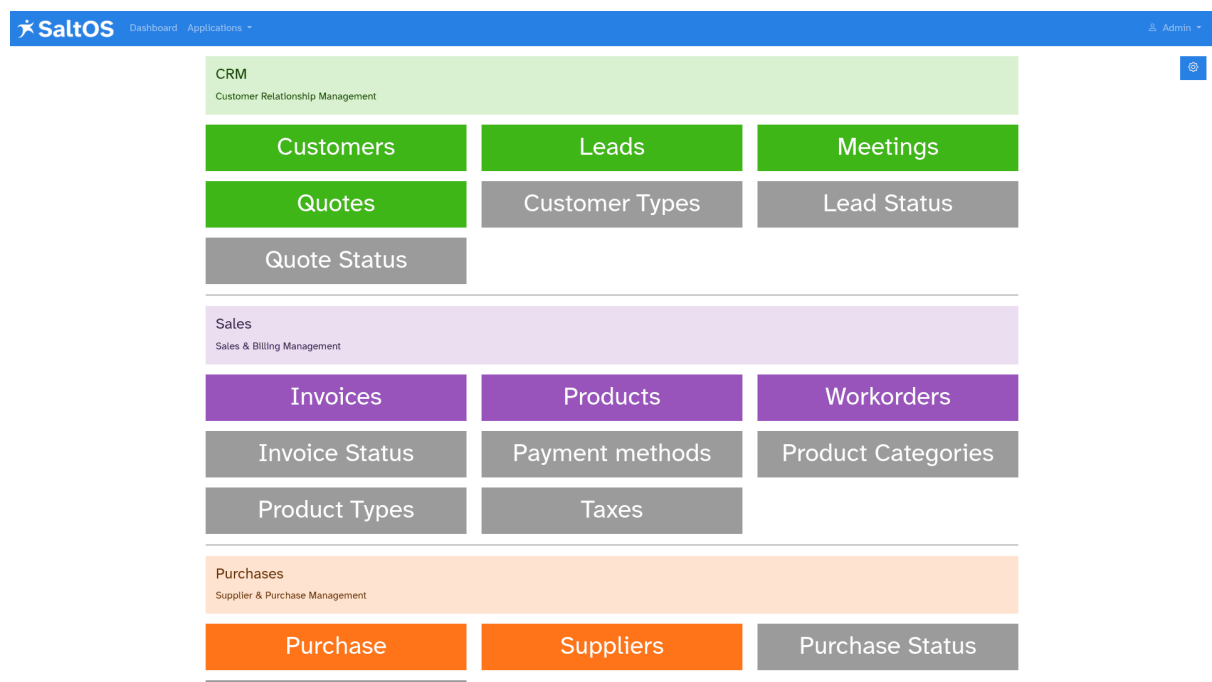 SaltOS Dashboard Applications Admin
CRM
Customer Relationship Management
Customers Leads Meetings
Quotes Customer Types Lead Status
Quote Status
Sales
Sales & Billing Management
Invoices Products Workorders
Invoice Status Payment methods Product Categories
Product Types Taxes
Purchases
Supplier & Purchase Management
Purchase Suppliers Purchase Status